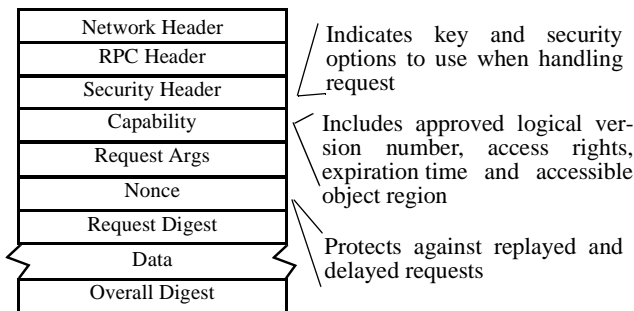 Network Header
RPC Header
Security Header
Capability
Request Args
Nonce
Request Digest
Data
Overall Digest
Indicates key and security
options to use when handling
request
Includes approved logical ver-
sion number, access rights,
expiration time and accessible
object region
Protects against replayed and
delayed requests